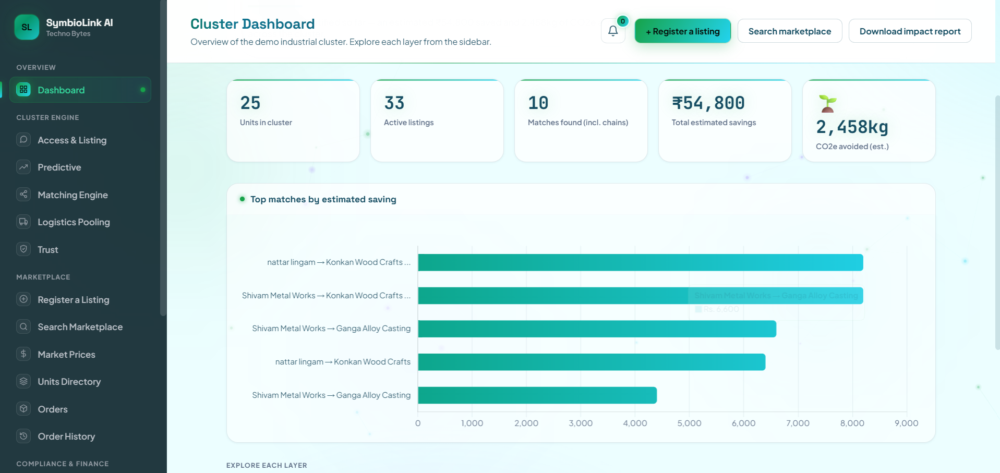 SL
SymbioLink AI
Techno Bytes
OVERVIEW
Dashboard
CLUSTER ENGINE
Access & Listing
Predictive
Matching Engine
Logistics Pooling
Trust
MARKETPLACE
Register a Listing
Search Marketplace
Market Prices
Units Directory
Orders
Order History
COMPLIANCE & FINANCE
Cluster Dashboard
Overview of the demo industrial cluster. Explore each layer from the sidebar.
0
+ Register a listing
Search marketplace
Download impact report
25
Units in cluster
33
Active listings
10
Matches found (incl. chains)
₹54,800
Total estimated savings
2,458kg
CO2e avoided (est.)
Top matches by estimated saving
nattar lingam → Konkan Wood Crafts ...
Shivam Metal Works → Konkan Wood Crafts ...
Shivam Metal Works → Ganga Alloy Casting
Rs. 6,600
Shivam Metal Works → Ganga Alloy Casting
nattar lingam → Konkan Wood Crafts
Shivam Metal Works → Ganga Alloy Casting
0 1,000 2,000 3,000 4,000 5,000 6,000 7,000 8,000 9,000
EXPLORE EACH LAYER